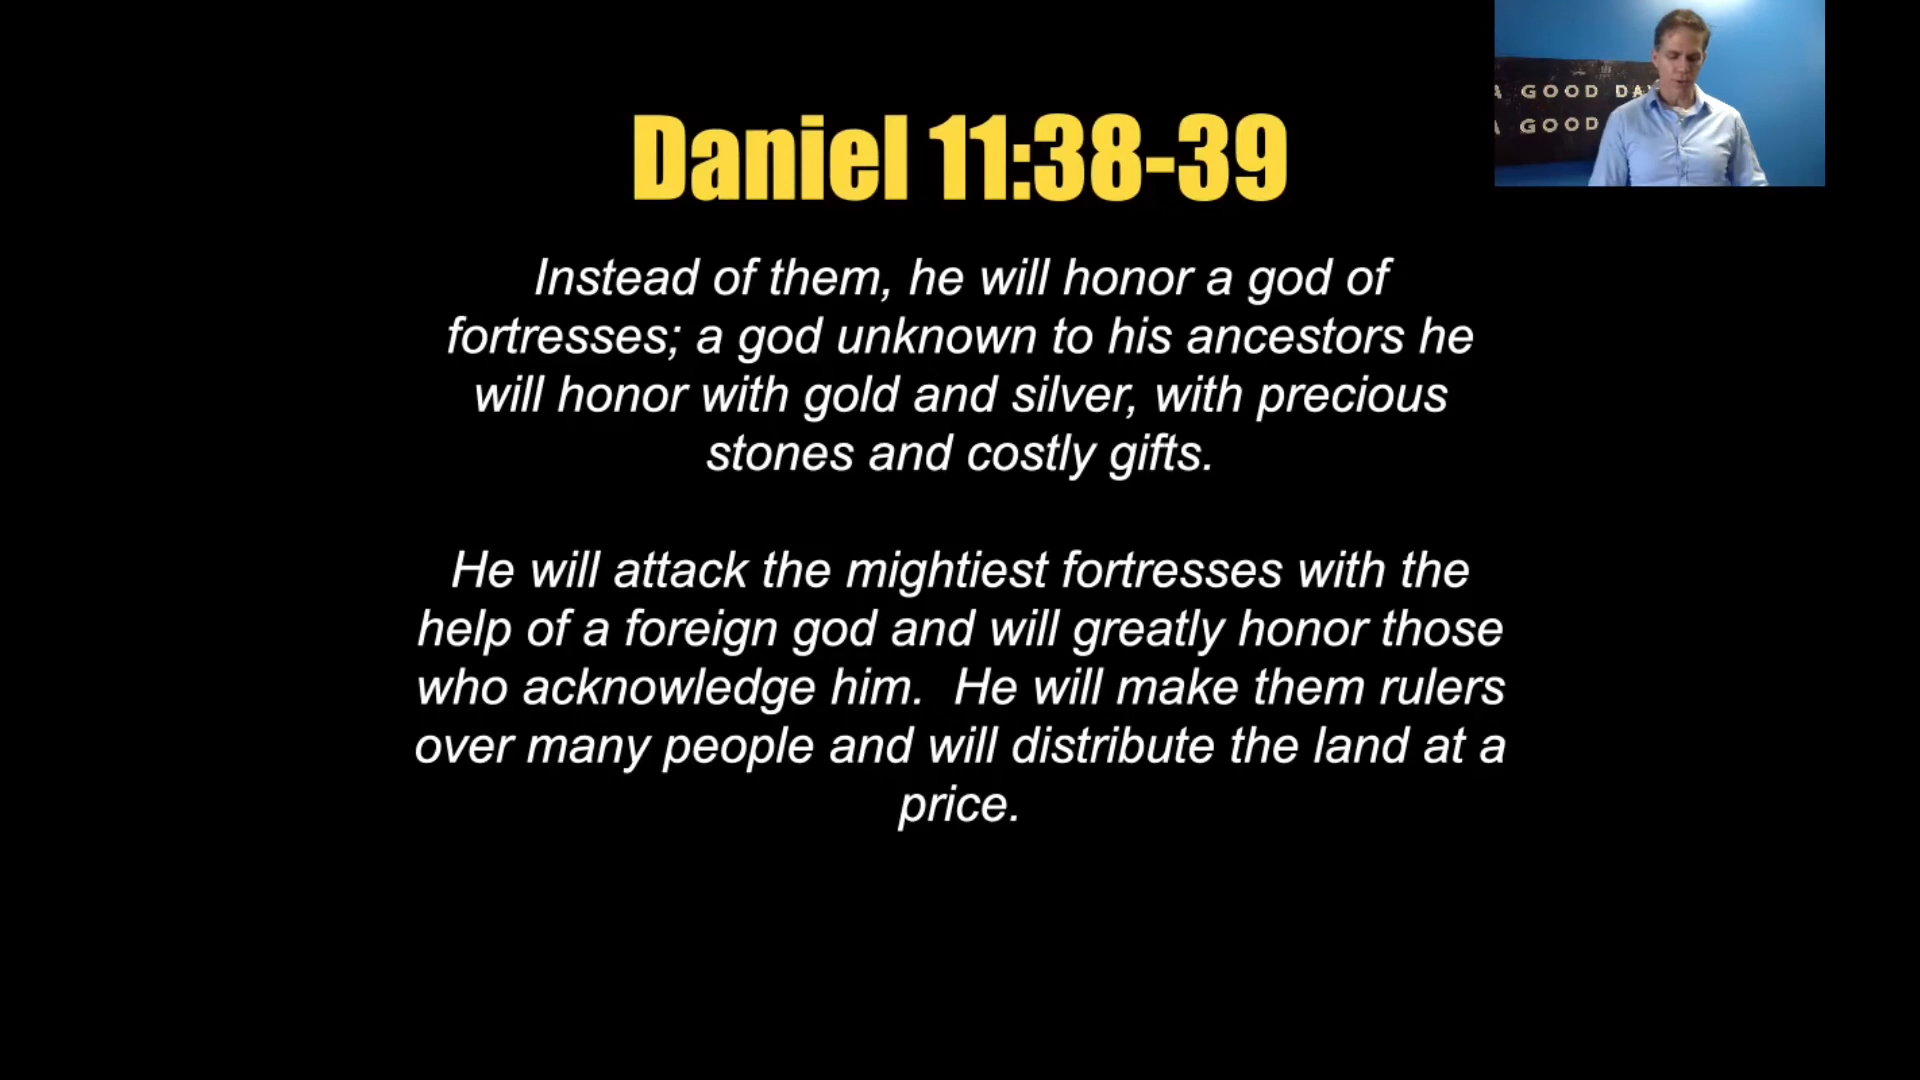 Daniel 11:38-39
A GOOD DAY
A GOOD
Instead of them, he will honor a god of
fortresses; a god unknown to his ancestors he
will honor with gold and silver, with precious
stones and costly gifts.
He will attack the mightiest fortresses with the
help of a foreign god and will greatly honor those
who acknowledge him.  He will make them rulers
over many people and will distribute the land at a
price.